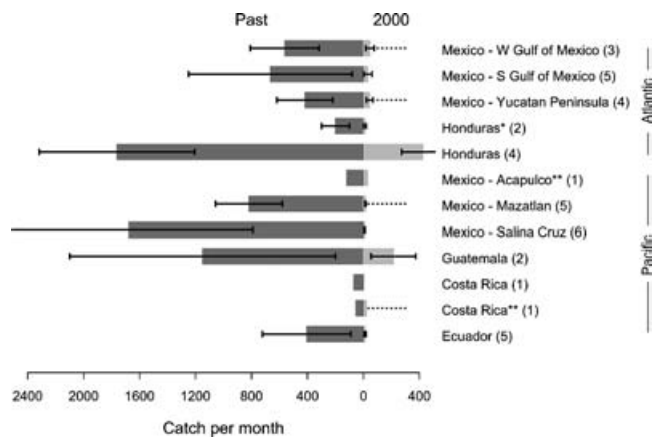 Past 2000
Mexico - W Gulf of Mexico (3)
Mexico - S Gulf of Mexico (5)
Mexico - Yucatan Peninsula (4)
Honduras* (2)
Honduras (4)
Atlantic
Mexico - Acapulco** (1)
Mexico - Mazatlan (5)
Mexico - Salina Cruz (6)
Guatemala (2)
Costa Rica (1)
Costa Rica** (1)
Ecuador (5)
Pacific
2400 2000 1600 1200 800 400 0 400
Catch per month